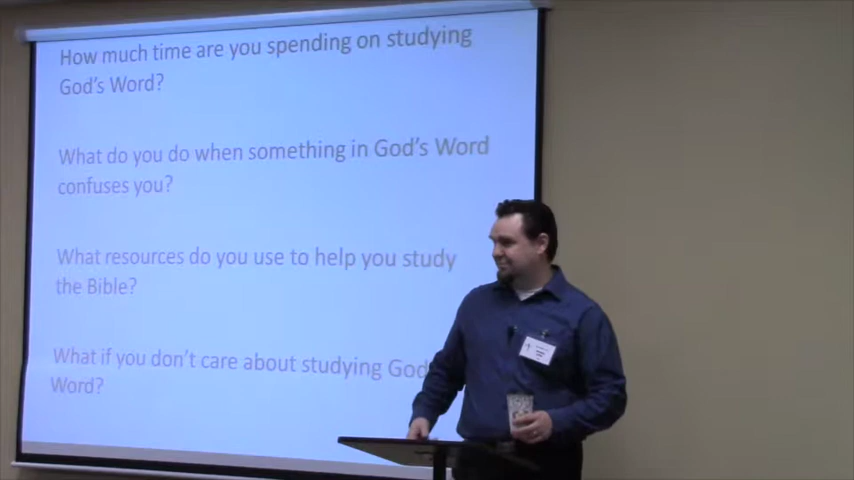 How much time are you spending on studying
God's Word?
What do you do when something in God's Word
confuses you?
What resources do you use to help you study
the Bible?
What if you don't care about studying
Word?